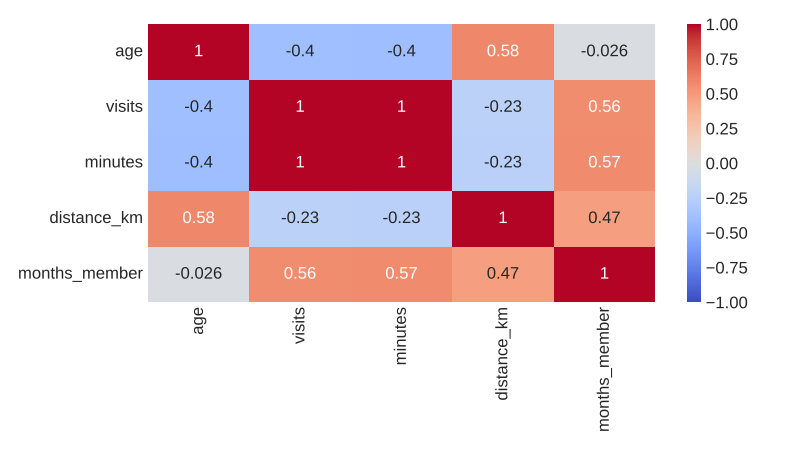 age 1 -0.4 -0.4 0.58 -0.026
visits -0.4 1 1 -0.23 0.56
minutes -0.4 1 1 -0.23 0.57
distance_km 0.58 -0.23 -0.23 1 0.47
months_member -0.026 0.56 0.57 0.47 1
age visits minutes distance_km months_member
1.00
0.75
0.50
0.25
0.00
−0.25
−0.50
−0.75
−1.00